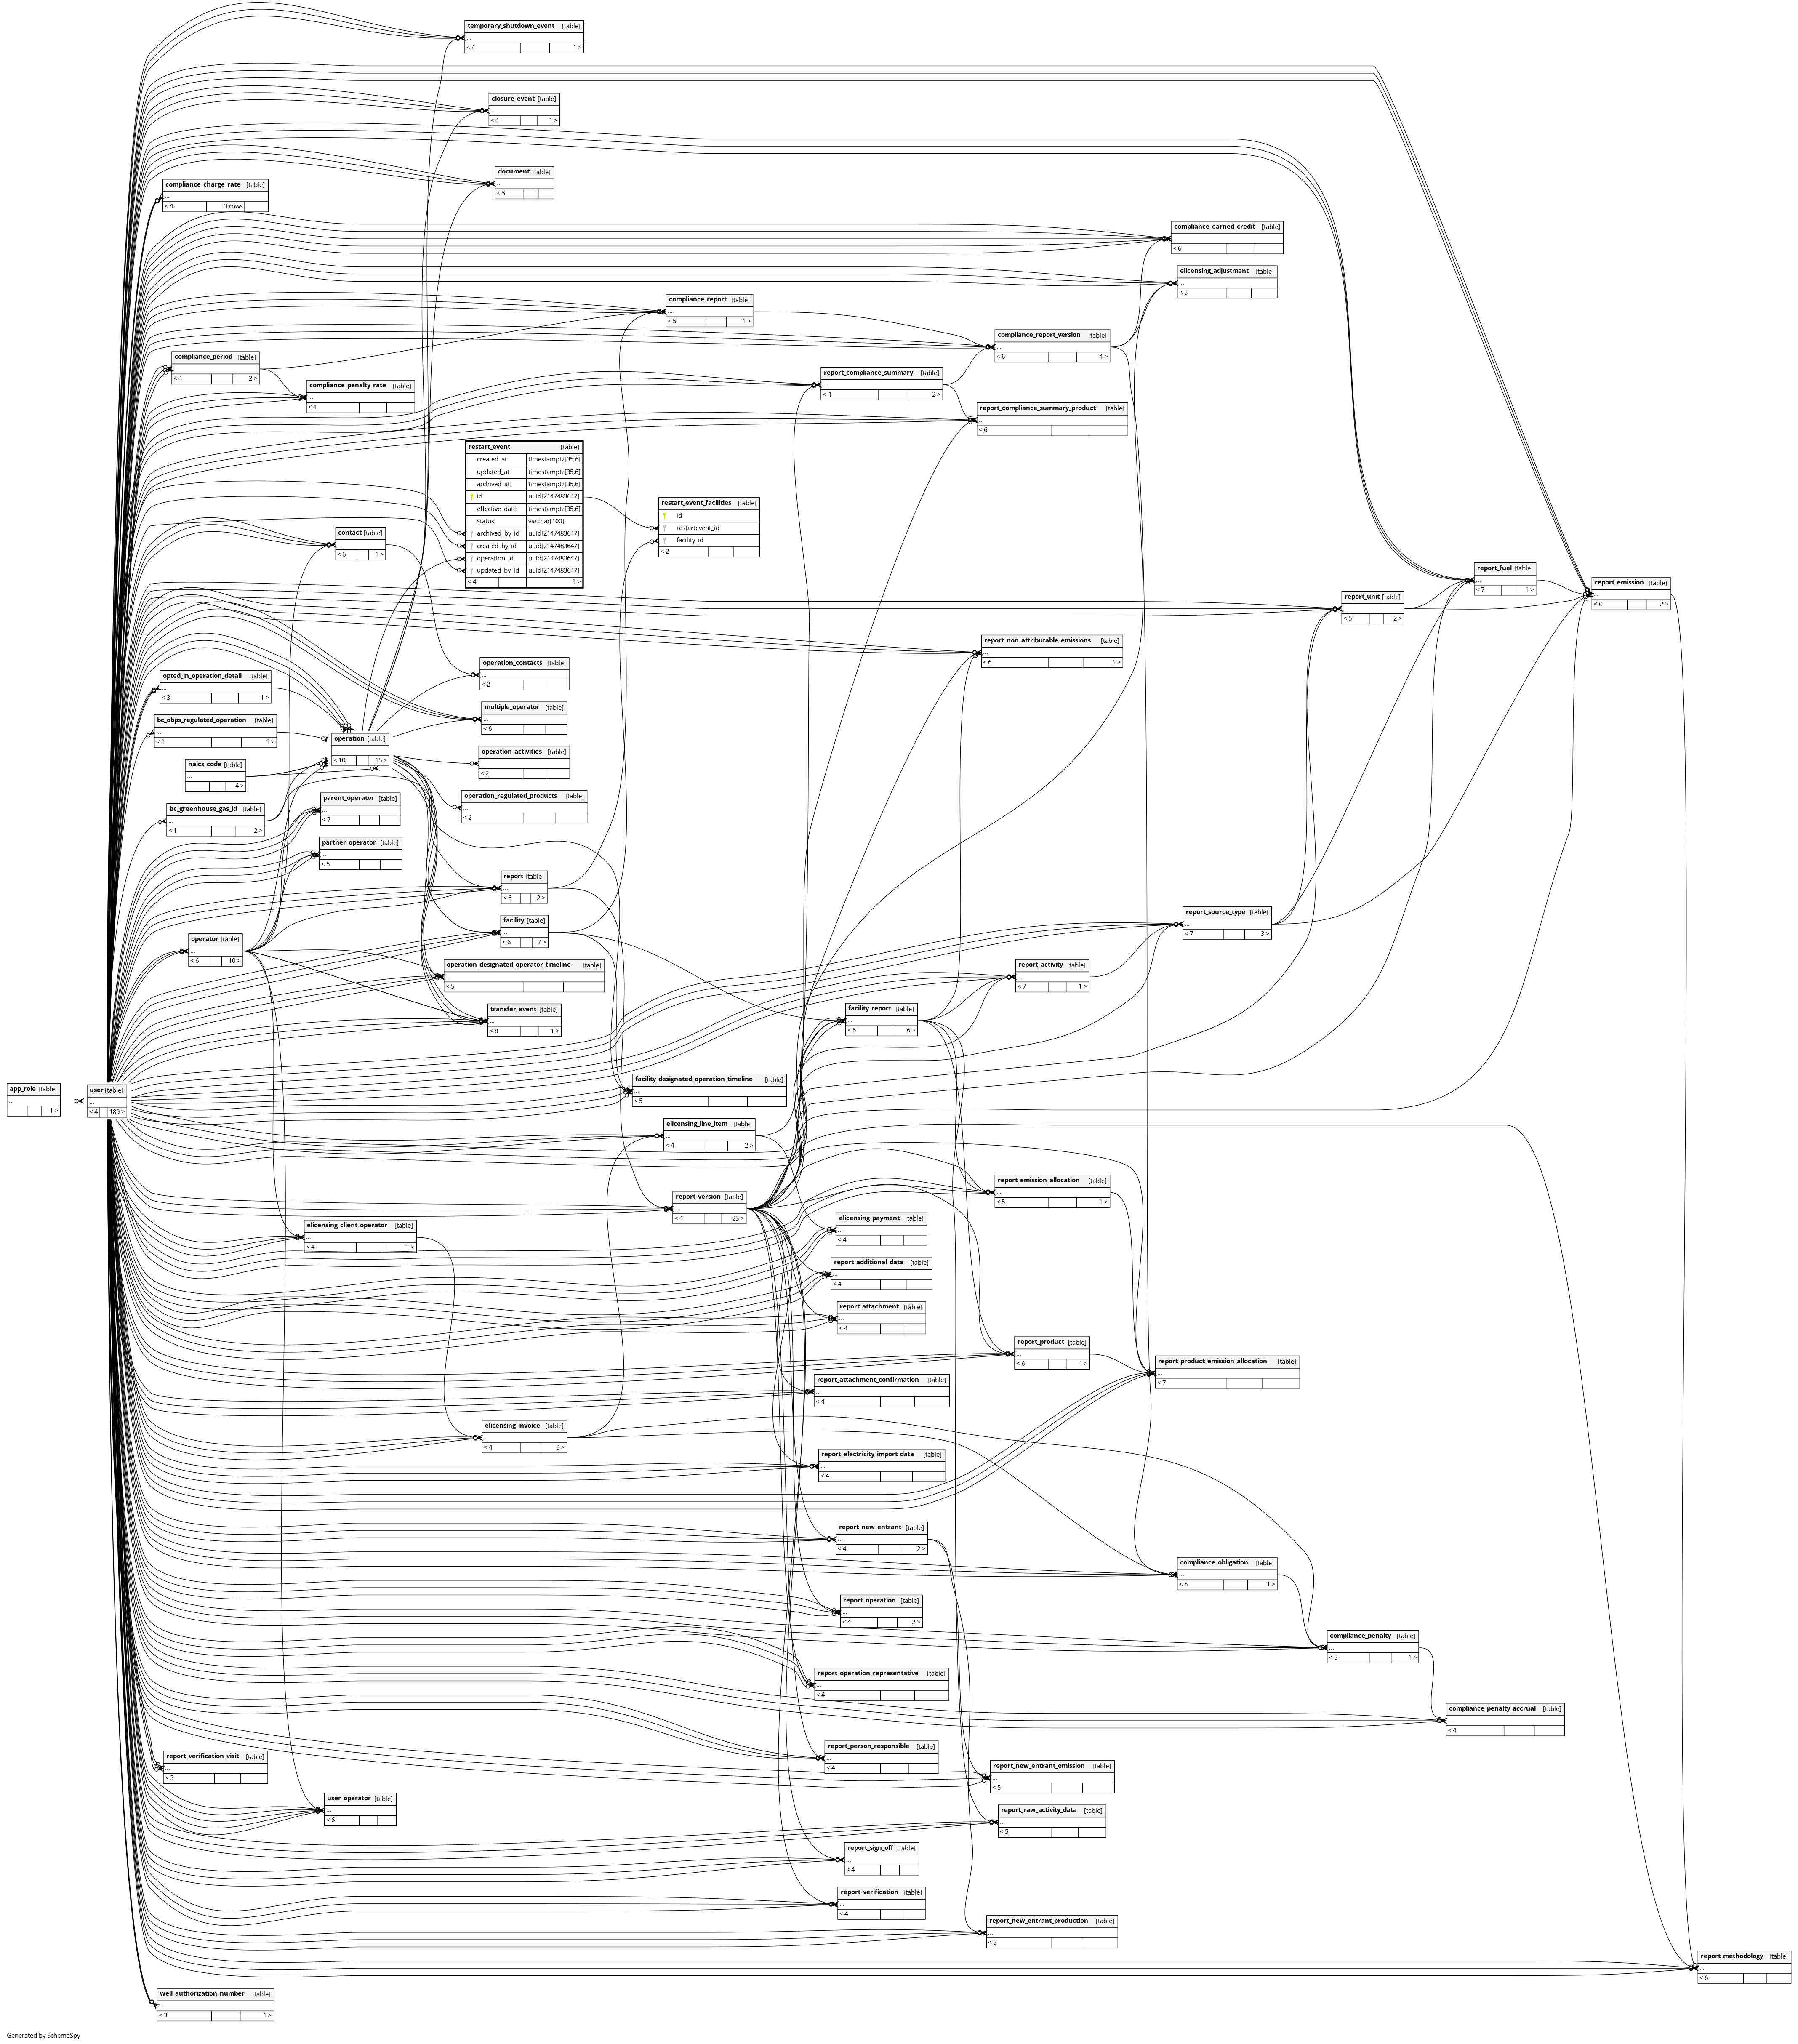 temporary_shutdown_event [table]
...
< 4 1 >
closure_event [table]
...
< 4 1 >
document [table]
...
< 5
compliance_charge_rate [table]
...
< 4 3 rows
compliance_earned_credit [table]
...
< 6
elicensing_adjustment [table]
...
< 5
compliance_report [table]
...
< 5 1 >
compliance_report_version [table]
...
< 6 4 >
compliance_period [table]
...
< 4 2 >
report_compliance_summary [table]
...
< 4 2 >
compliance_penalty_rate [table]
...
< 4
report_compliance_summary_product [table]
...
< 6
restart_event [table]
created_at timestamptz[35,6]
updated_at timestamptz[35,6]
archived_at timestamptz[35,6]
id uuid[2147483647]
effective_date timestamptz[35,6]
status varchar[100]
archived_by_id uuid[2147483647]
created_by_id uuid[2147483647]
operation_id uuid[2147483647]
updated_by_id uuid[2147483647]
< 4 1 >
restart_event_facilities [table]
id
restartevent_id
facility_id
< 2
contact [table]
...
< 6 1 >
report_fuel [table]
...
< 7 1 >
report_emission [table]
...
< 8 2 >
report_unit [table]
...
< 5 2 >
report_non_attributable_emissions [table]
...
< 6 1 >
operation_contacts [table]
...
< 2
opted_in_operation_detail [table]
...
< 3 1 >
multiple_operator [table]
...
< 6
bc_obps_regulated_operation [table]
...
< 1 1 >
operation [table]
...
< 10 15 >
operation_activities [table]
...
< 2
naics_code [table]
...
4 >
operation_regulated_products [table]
...
< 2
parent_operator [table]
...
< 7
bc_greenhouse_gas_id [table]
...
< 1 2 >
partner_operator [table]
...
< 5
report [table]
...
< 6 2 >
report_source_type [table]
...
< 7 3 >
facility [table]
...
< 6 7 >
operator [table]
...
< 6 10 >
operation_designated_operator_timeline [table]
...
< 5
report_activity [table]
...
< 7 1 >
transfer_event [table]
...
< 8 1 >
facility_report [table]
...
< 5 6 >
facility_designated_operation_timeline [table]
...
< 5
app_role [table]
...
1 >
user [table]
...
< 4 189 >
elicensing_line_item [table]
...
< 4 2 >
report_emission_allocation [table]
...
< 5 1 >
report_version [table]
...
< 4 23 >
elicensing_payment [table]
...
< 4
elicensing_client_operator [table]
...
< 4 1 >
report_additional_data [table]
...
< 4
report_attachment [table]
...
< 4
report_product [table]
...
< 6 1 >
report_product_emission_allocation [table]
...
< 7
report_attachment_confirmation [table]
...
< 4
elicensing_invoice [table]
...
< 4 3 >
report_electricity_import_data [table]
...
< 4
report_new_entrant [table]
...
< 4 2 >
compliance_obligation [table]
...
< 5 1 >
report_operation [table]
...
< 4 2 >
compliance_penalty [table]
...
< 5 1 >
report_operation_representative [table]
...
< 4
compliance_penalty_accrual [table]
...
< 4
report_person_responsible [table]
...
< 4
report_verification_visit [table]
...
< 3
report_new_entrant_emission [table]
...
< 5
user_operator [table]
...
< 6
report_raw_activity_data [table]
...
< 5
report_sign_off [table]
...
< 4
report_verification [table]
...
< 4
report_new_entrant_production [table]
...
< 5
report_methodology [table]
...
< 6
well_authorization_number [table]
...
< 3 1 >
Generated by SchemaSpy